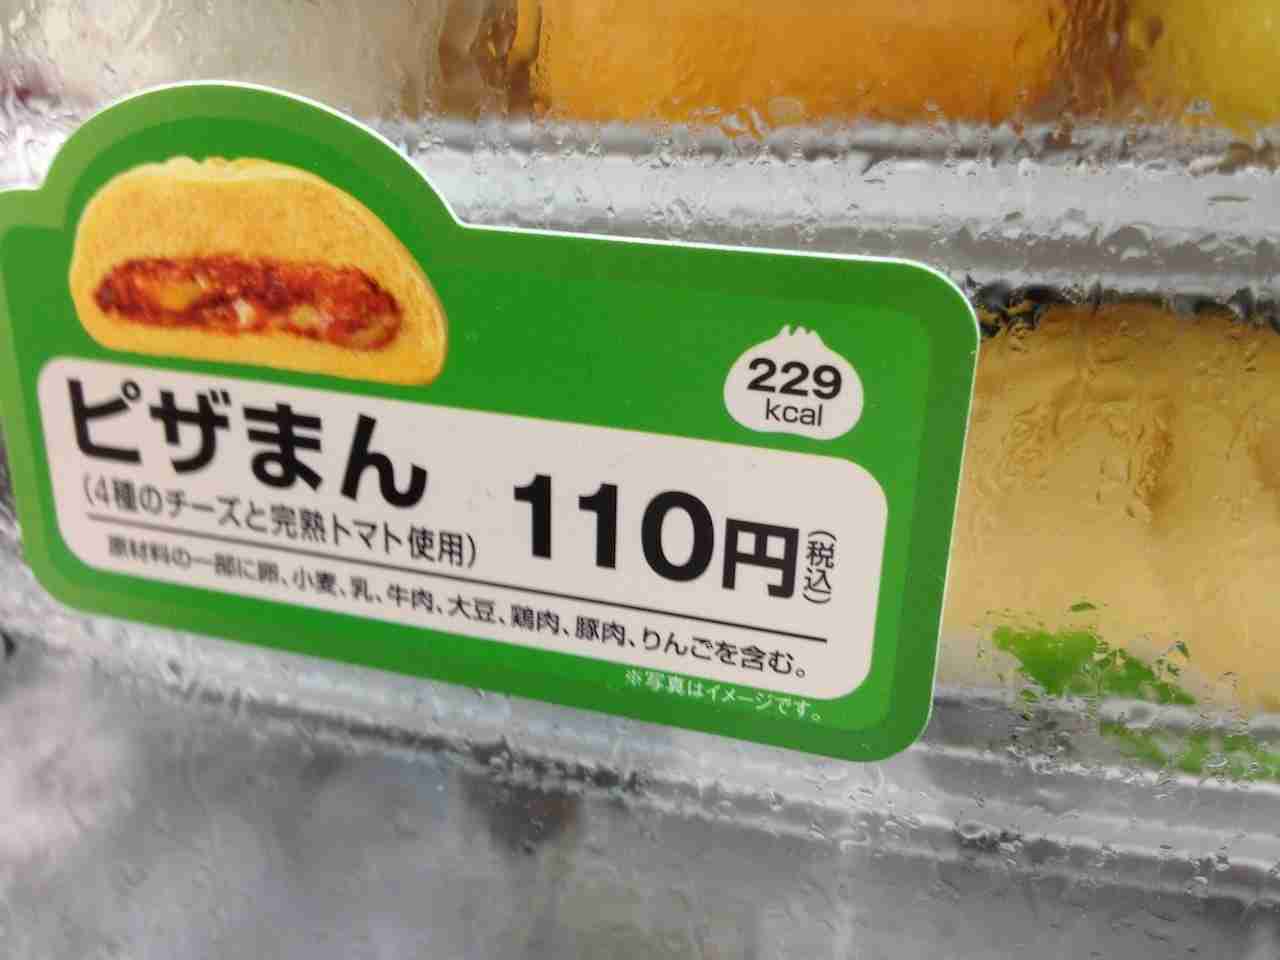 229
kcal
ピザまん
(4種のチーズと完熟トマト使用)
110円(税込)
原材料の一部に卵、小麦、乳、牛肉、大豆、鶏肉、豚肉、りんごを含む。
※写真はイメージです。